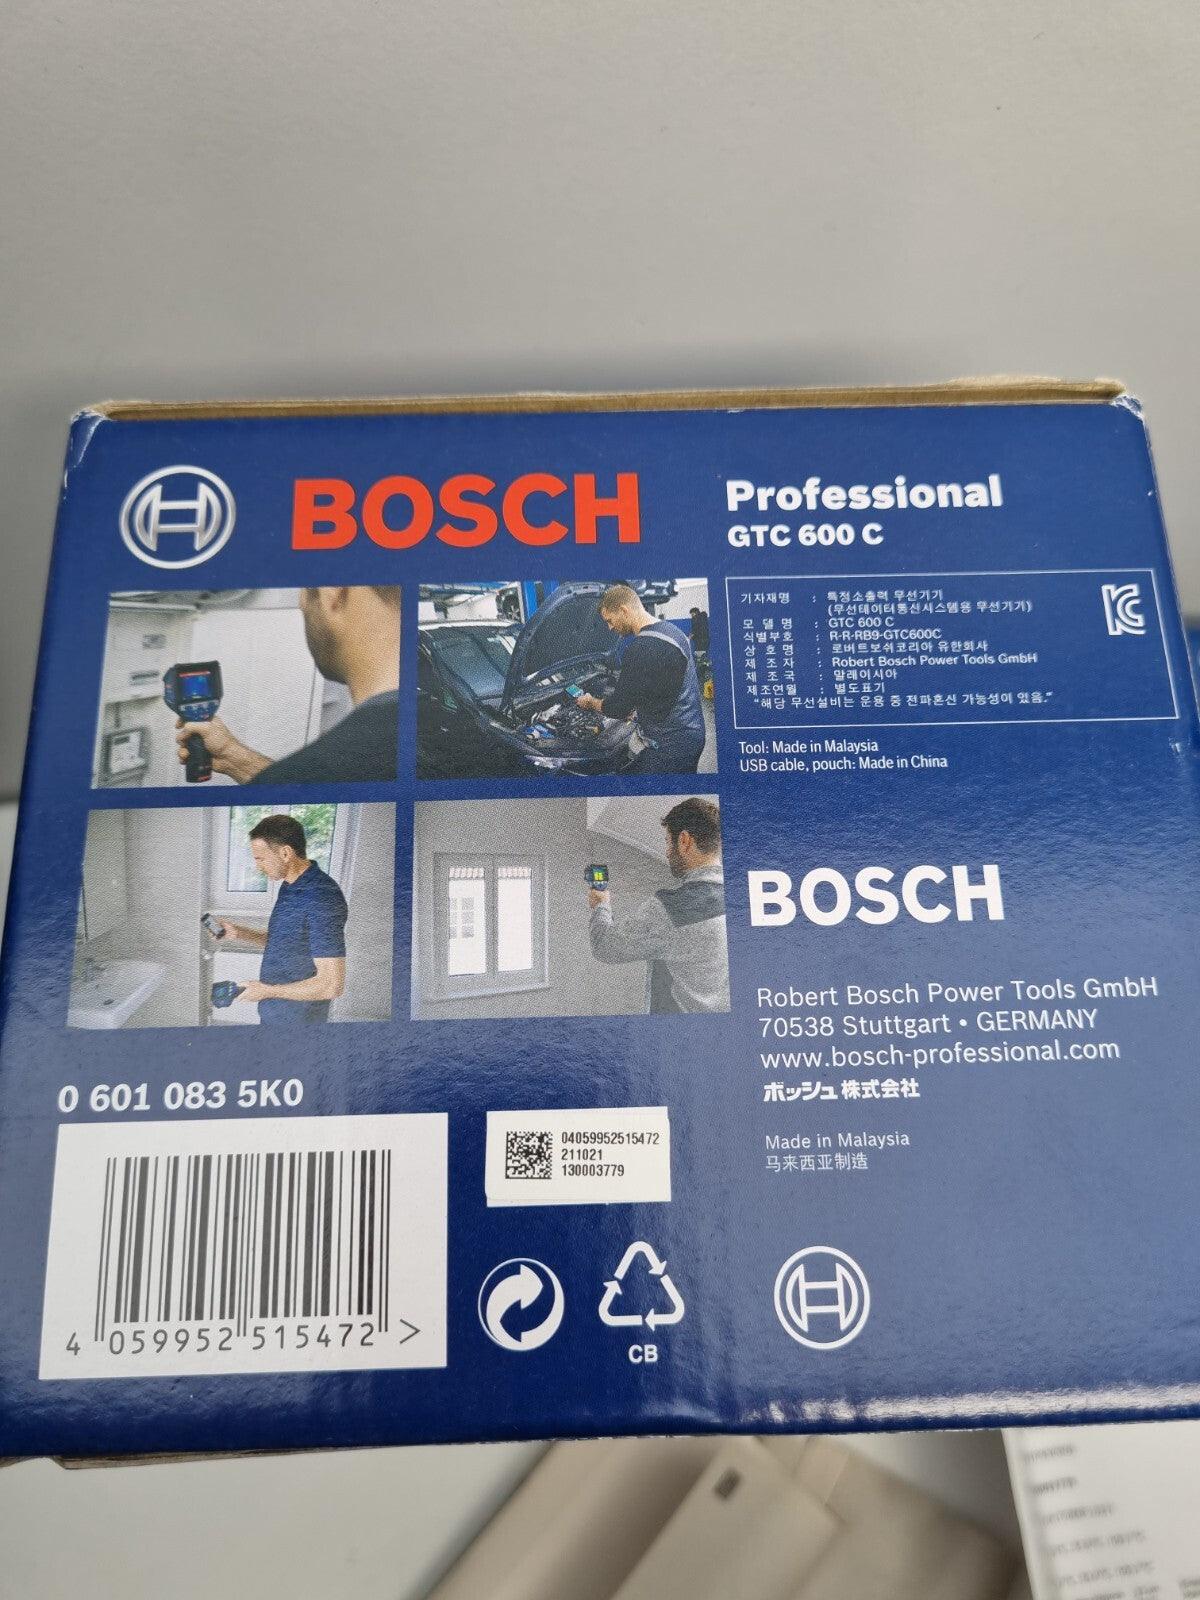 BOSCH
Professional
GTC 600 C
기자재명 : 특정소출력 무선기기
(무선데이터통신시스템용 무선기기)
모 델 명 : GTC 600 C
식별부호 : R-R-RB9-GTC600C
상 호 명 : 로버트보쉬코리아 유한회사
제 조 자 : Robert Bosch Power Tools GmbH
제 조 국 : 말레이시아
제조연월 : 별도표기
"해당 무선설비는 운용 중 전파혼신 가능성이 있음."
Tool: Made in Malaysia
USB cable, pouch: Made in China
BOSCH
Robert Bosch Power Tools GmbH
70538 Stuttgart • GERMANY
www.bosch-professional.com
ボッシュ株式会社
Made in Malaysia
马来西亚制造
0 601 083 5K0
4 059952 515472 >
04059952515472
211021
130003779
CB